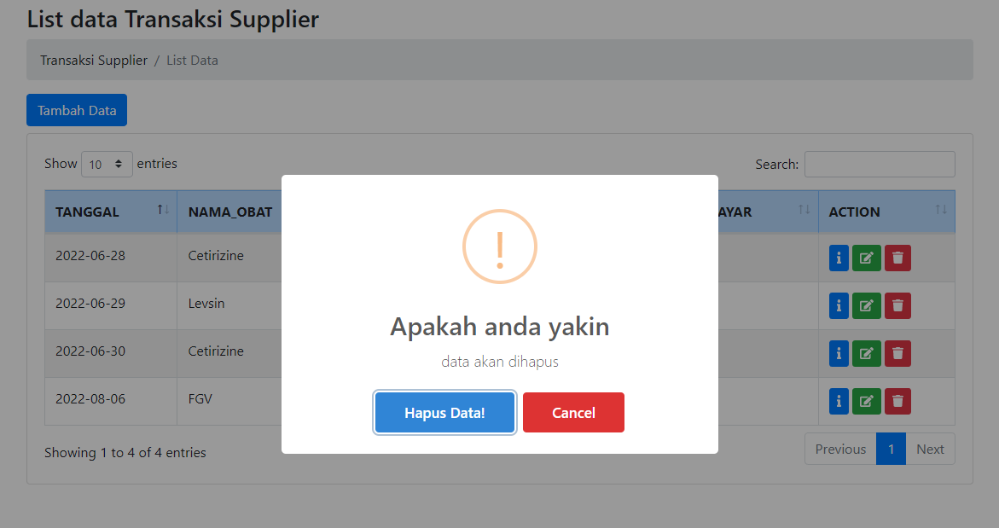 List data Transaksi Supplier
Transaksi Supplier / List Data
Tambah Data
Show 10 entries
Search:
TANGGAL NAMA_OBAT AYAR ACTION
2022-06-28 Cetirizine
2022-06-29 Levsin
2022-06-30 Cetirizine
2022-08-06 FGV
!
Apakah anda yakin
data akan dihapus
Hapus Data! Cancel
Showing 1 to 4 of 4 entries
Previous 1 Next